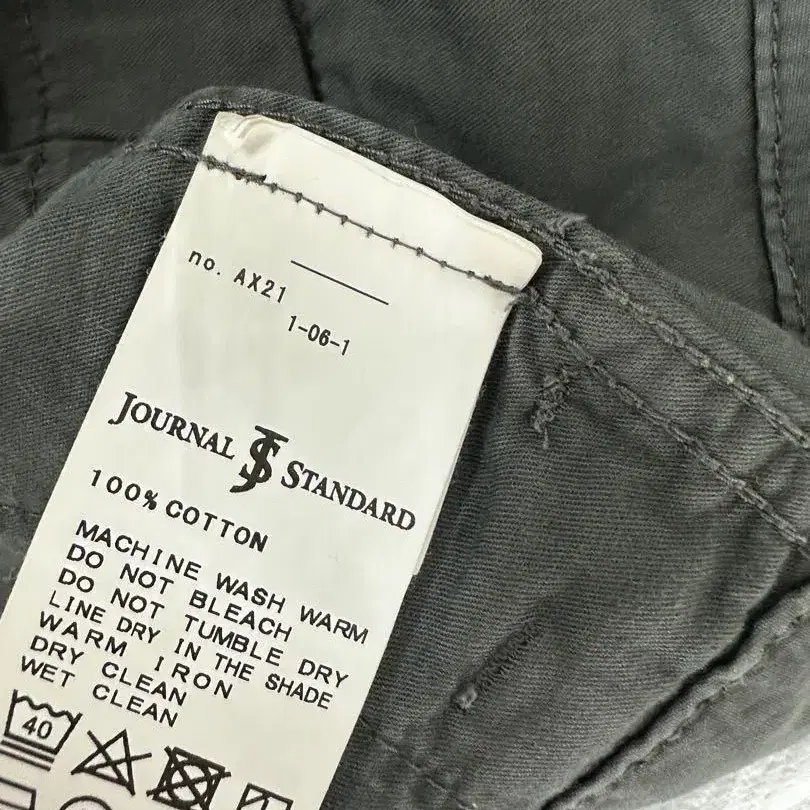 no. AX21
1-06-1
JOURNAL JS STANDARD
100% COTTON
MACHINE WASH WARM
DO NOT BLEACH
DO NOT TUMBLE DRY
LINE DRY IN THE SHADE
WARM IRON
DRY CLEAN
WET CLEAN
40